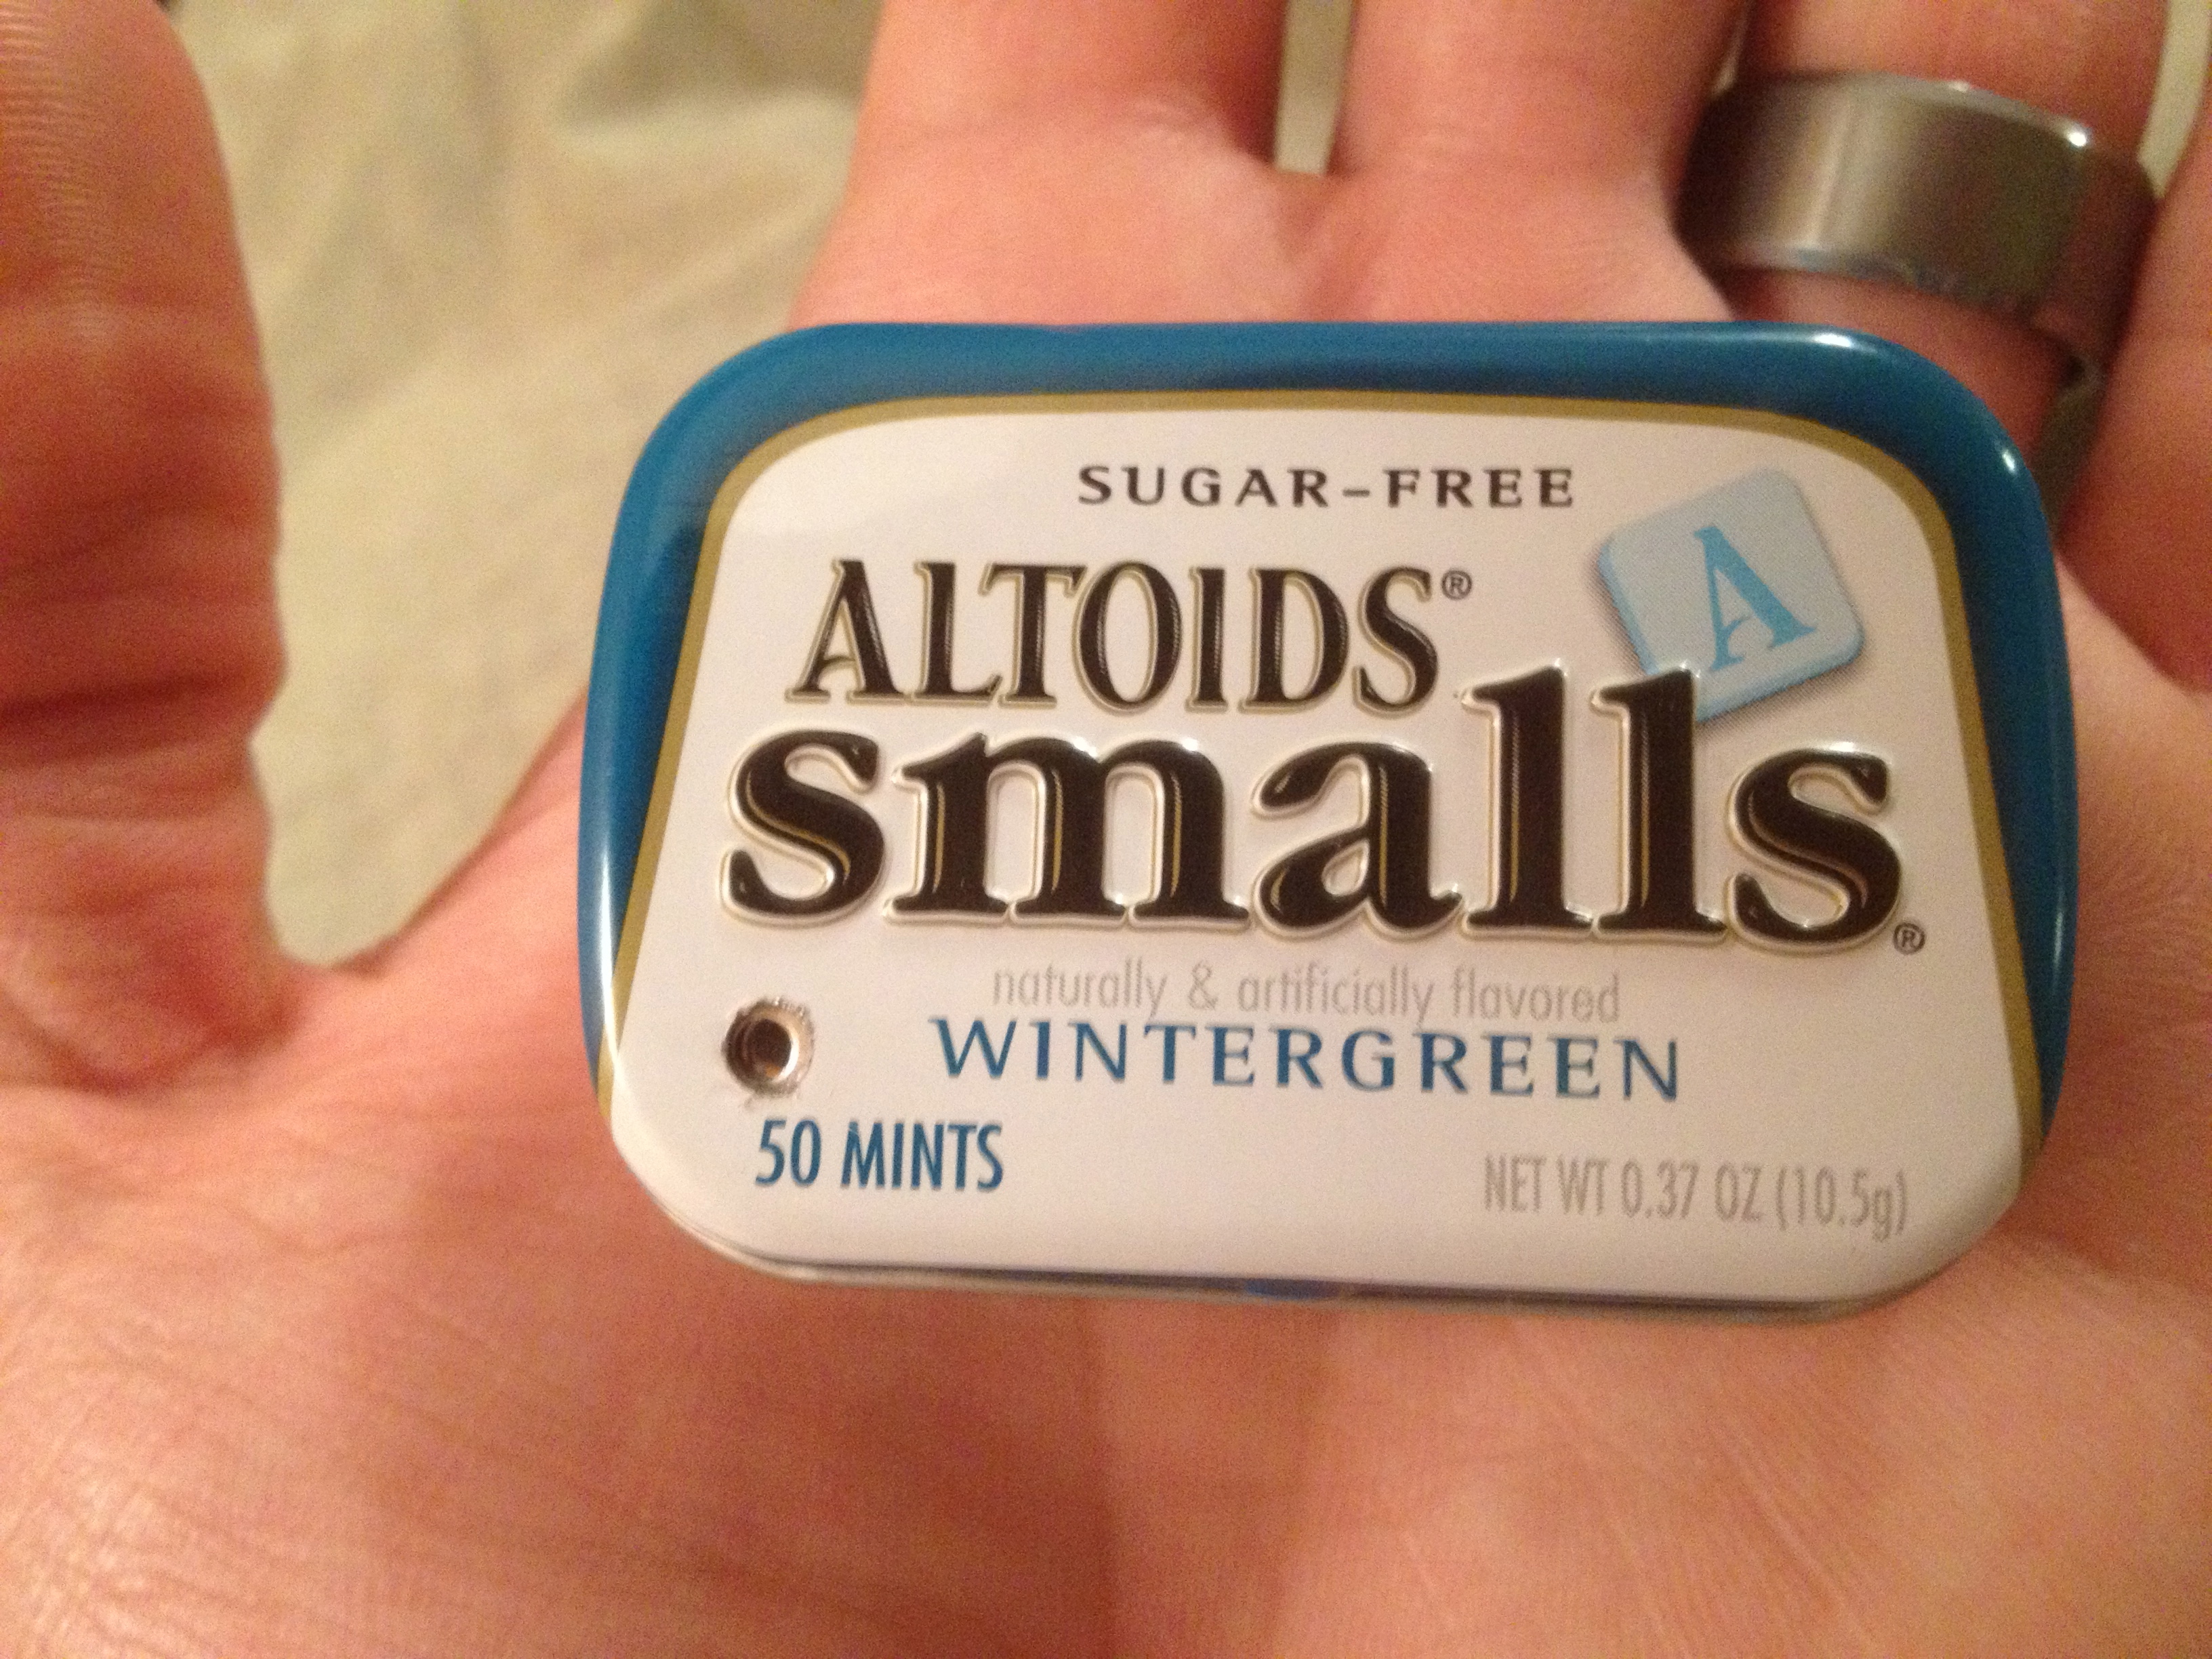 SUGAR-FREE
A
ALTOIDS®
smalls®
naturally & artificially flavored
WINTERGREEN
50 MINTS
NET WT 0.37 OZ (10.5g)